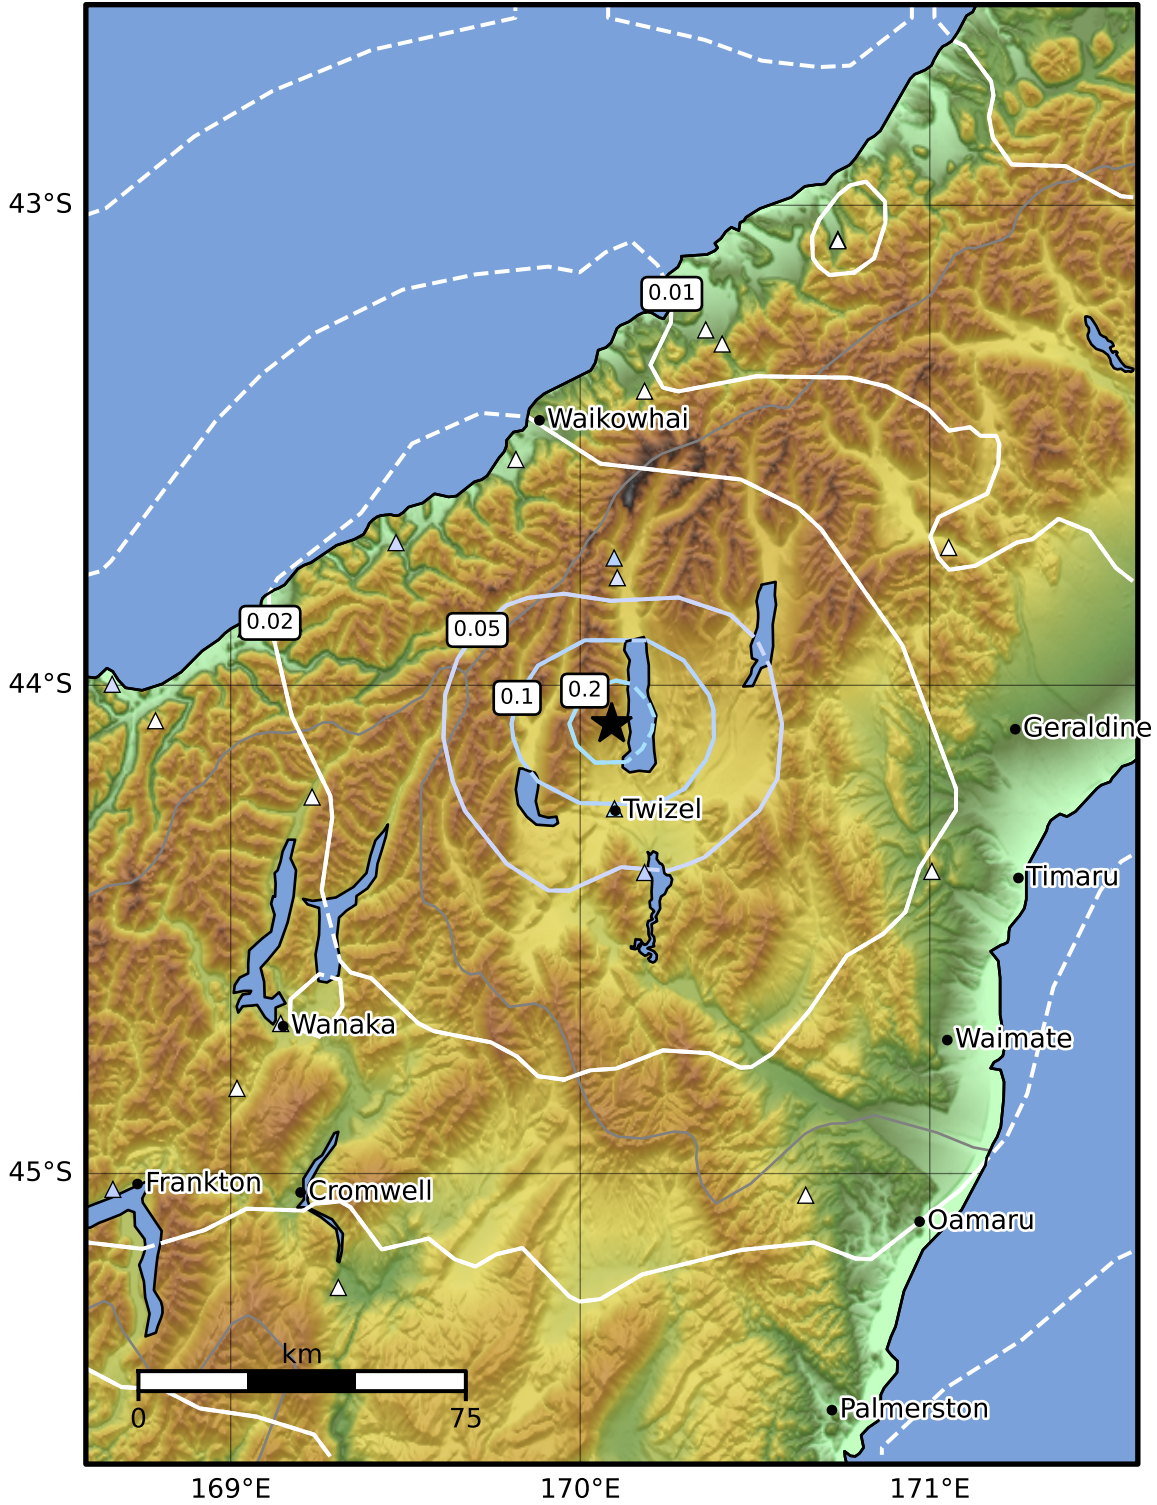 43°S
0.01
Waikowhai
0.02
0.05
44°S
0.1
0.2
Geraldine
Twizel
Timaru
Wanaka
Waimate
45°S
Frankton
Cromwell
Oamaru
km
0
75
Palmerston
169°E
170°E
171°E